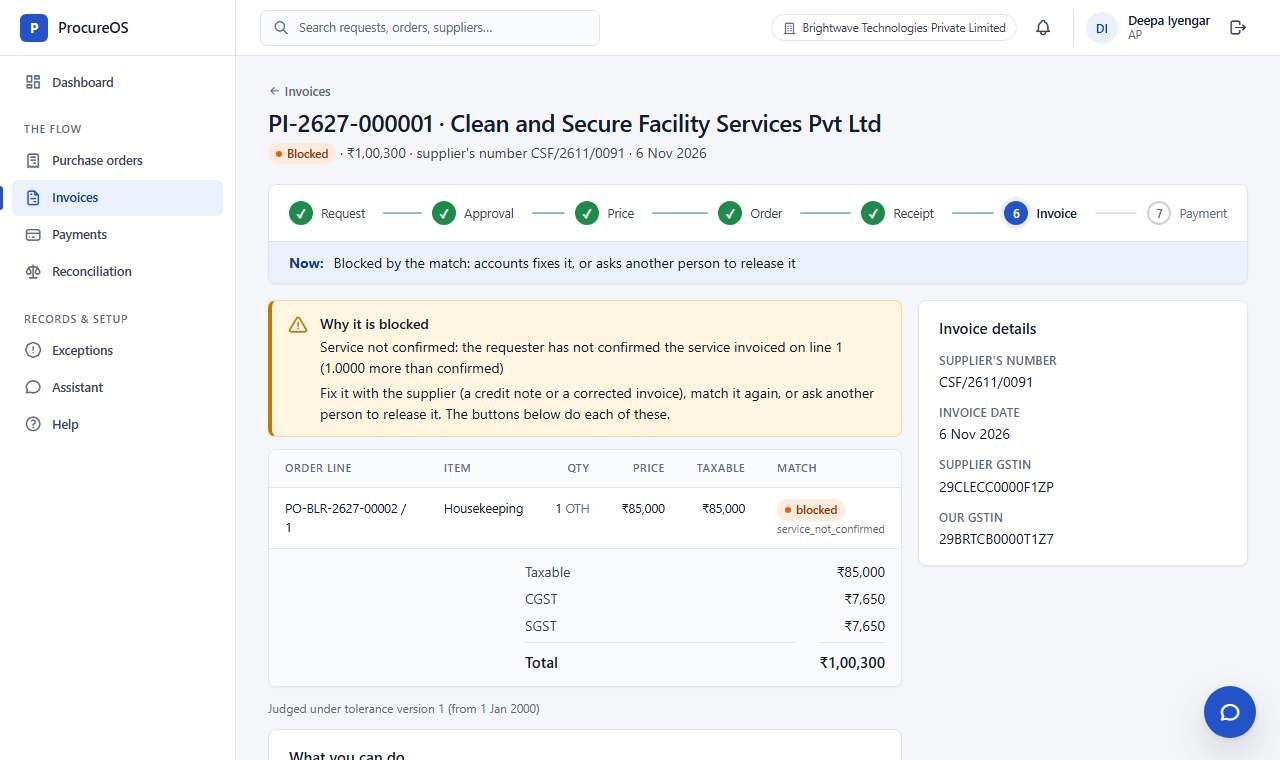 P ProcureOS
Search requests, orders, suppliers...
Brightwave Technologies Private Limited
DI
Deepa Iyengar
AP
Dashboard
THE FLOW
Purchase orders
Invoices
Payments
Reconciliation
RECORDS & SETUP
Exceptions
Assistant
Help
← Invoices
PI-2627-000001 · Clean and Secure Facility Services Pvt Ltd
Blocked · ₹1,00,300 · supplier's number CSF/2611/0091 · 6 Nov 2026
Request Approval Price Order Receipt 6 Invoice 7 Payment
Now: Blocked by the match: accounts fixes it, or asks another person to release it
Why it is blocked
Service not confirmed: the requester has not confirmed the service invoiced on line 1
(1.0000 more than confirmed)
Fix it with the supplier (a credit note or a corrected invoice), match it again, or ask another
person to release it. The buttons below do each of these.
ORDER LINE ITEM QTY PRICE TAXABLE MATCH
PO-BLR-2627-00002 / 
1
Housekeeping 1 OTH ₹85,000 ₹85,000 blocked
service_not_confirmed
Taxable ₹85,000
CGST ₹7,650
SGST ₹7,650
Total ₹1,00,300
Judged under tolerance version 1 (from 1 Jan 2000)
What you can do
Invoice details
SUPPLIER'S NUMBER
CSF/2611/0091
INVOICE DATE
6 Nov 2026
SUPPLIER GSTIN
29CLECC0000F1ZP
OUR GSTIN
29BRTCB0000T1Z7